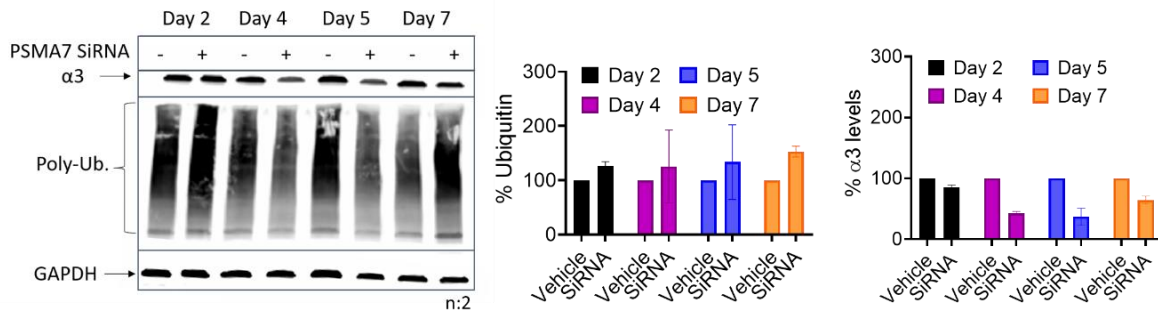 Day 2 Day 4 Day 5 Day 7
PSMA7 SiRNA - + - + - + - +
α3
Poly-Ub.
GAPDH
n:2
% Ubiquitin
300
200
100
0
Day 2 Day 5
Day 4 Day 7
Vehicle
SiRNA
Vehicle
SiRNA
Vehicle
SiRNA
Vehicle
SiRNA
% α3 levels
300
200
100
0
Day 2 Day 5
Day 4 Day 7
Vehicle
SiRNA
Vehicle
SiRNA
Vehicle
SiRNA
Vehicle
SiRNA